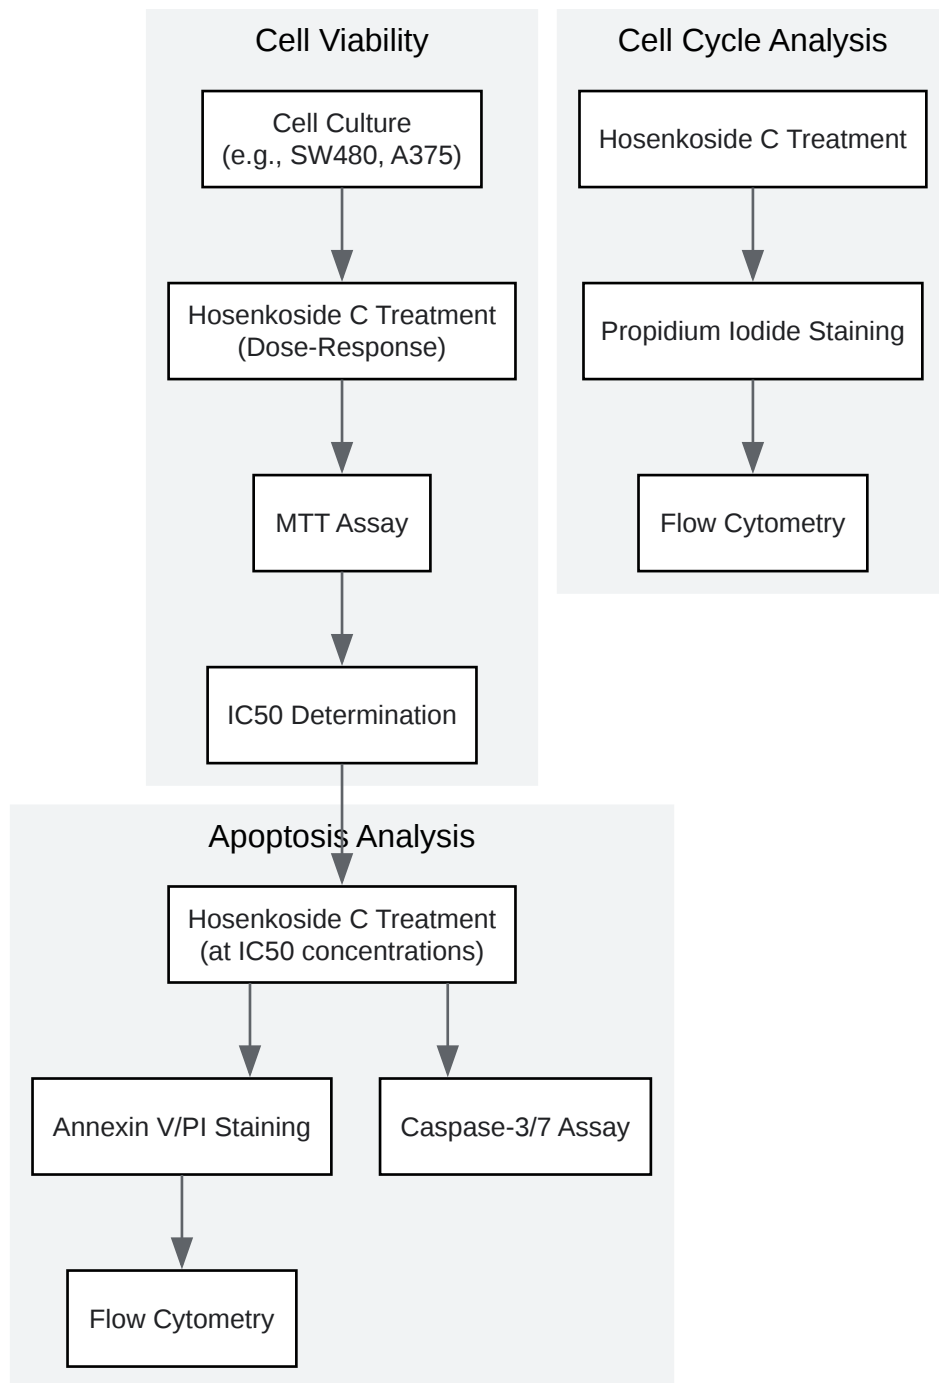 Cell Viability
Cell Culture
(e.g., SW480, A375)
Hosenkoside C Treatment
(Dose-Response)
MTT Assay
IC50 Determination
Cell Cycle Analysis
Hosenkoside C Treatment
Propidium Iodide Staining
Flow Cytometry
Apoptosis Analysis
Hosenkoside C Treatment
(at IC50 concentrations)
Annexin V/PI Staining
Caspase-3/7 Assay
Flow Cytometry